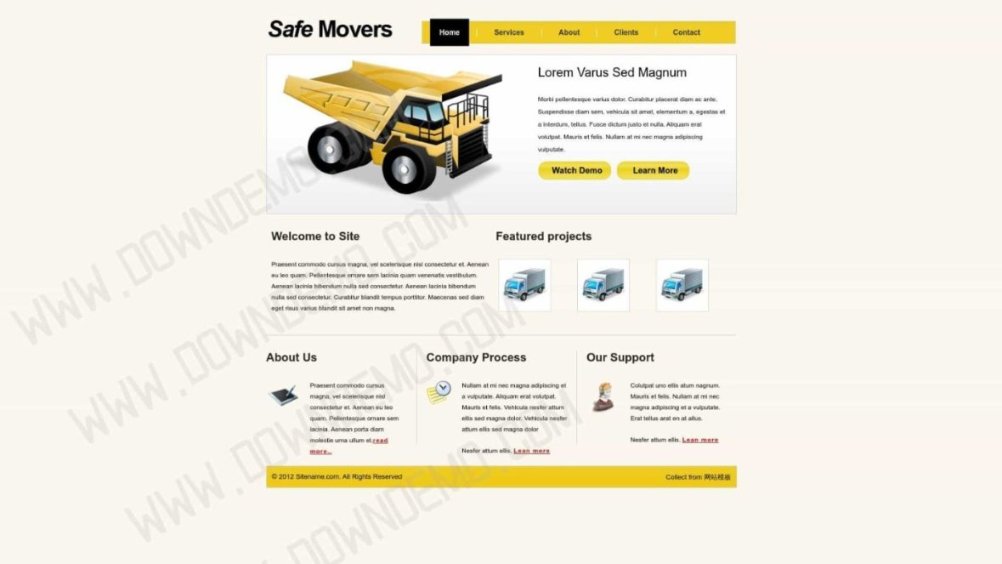 Safe Movers
Home Services About Clients Contact
Lorem Varus Sed Magnum
Morbi pellentesque varius dolor. Curabitur placerat diam ac ante.
Suspendisse diam sem, vehicula sit amet, elementum a, egestas et
a interdum, tellus. Fusce dictum justo et nulla. Aliquam erat
volutpat. Mauris et felis. Nullam at mi nec magna adipiscing
vulputate.
Watch Demo Learn More
Welcome to Site
Praesent commodo cursus magna, vel scelerisque nisl consectetur et. Aenean
eu leo quam. Pellentesque ornare sem lacinia quam venenatis vestibulum.
Aenean lacinia bibendum nulla sed consectetur. Aenean lacinia bibendum
nulla sed consectetur. Curabitur blandit tempus porttitor. Maecenas sed diam
eget risus varius blandit sit amet non magna.
Featured projects
About Us
Praesent commodo cursus
magna, vel scelerisque nisl
consectetur et. Aenean eu leo
quam. Pellentesque ornare sem
lacinia. Aenean porta diam
molestie urna ullum et.read
more..
Company Process
Nullam at mi nec magna adipiscing et
a vulputate. Aliquam erat volutpat.
Mauris et felis. Vehicula nesfer attum
ellis sed magna dolor. Vehicula nesfer
attum ellis sed magna dolor
Nesfer attum ellis. Lean more
Our Support
Colutpat uno ellis atum nagnum.
Mauris et felis. Nullam at mi nec
magna adipiscing et a vulputate.
Erat tellus arat en at allus.
Nesfer attum ellis. Learn more
© 2012 Sitename.com. All Rights Reserved
Collect from 网站模板
WWW.DOWNDEMO.COM
WWW.DOWNDEMO.COM
WWW.DOWNDEMO.COM